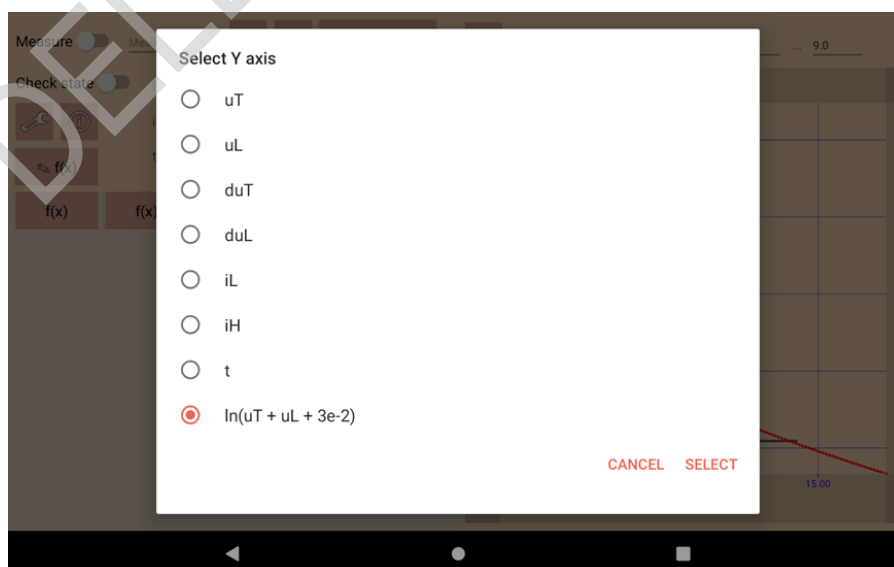 DELE
Measure
Check state
... 9.0
f(x)
f(x)
f(x)
Select Y axis
uT
uL
duT
duL
iL
iH
t
ln(uT + uL + 3e-2)
CANCEL SELECT
15.00